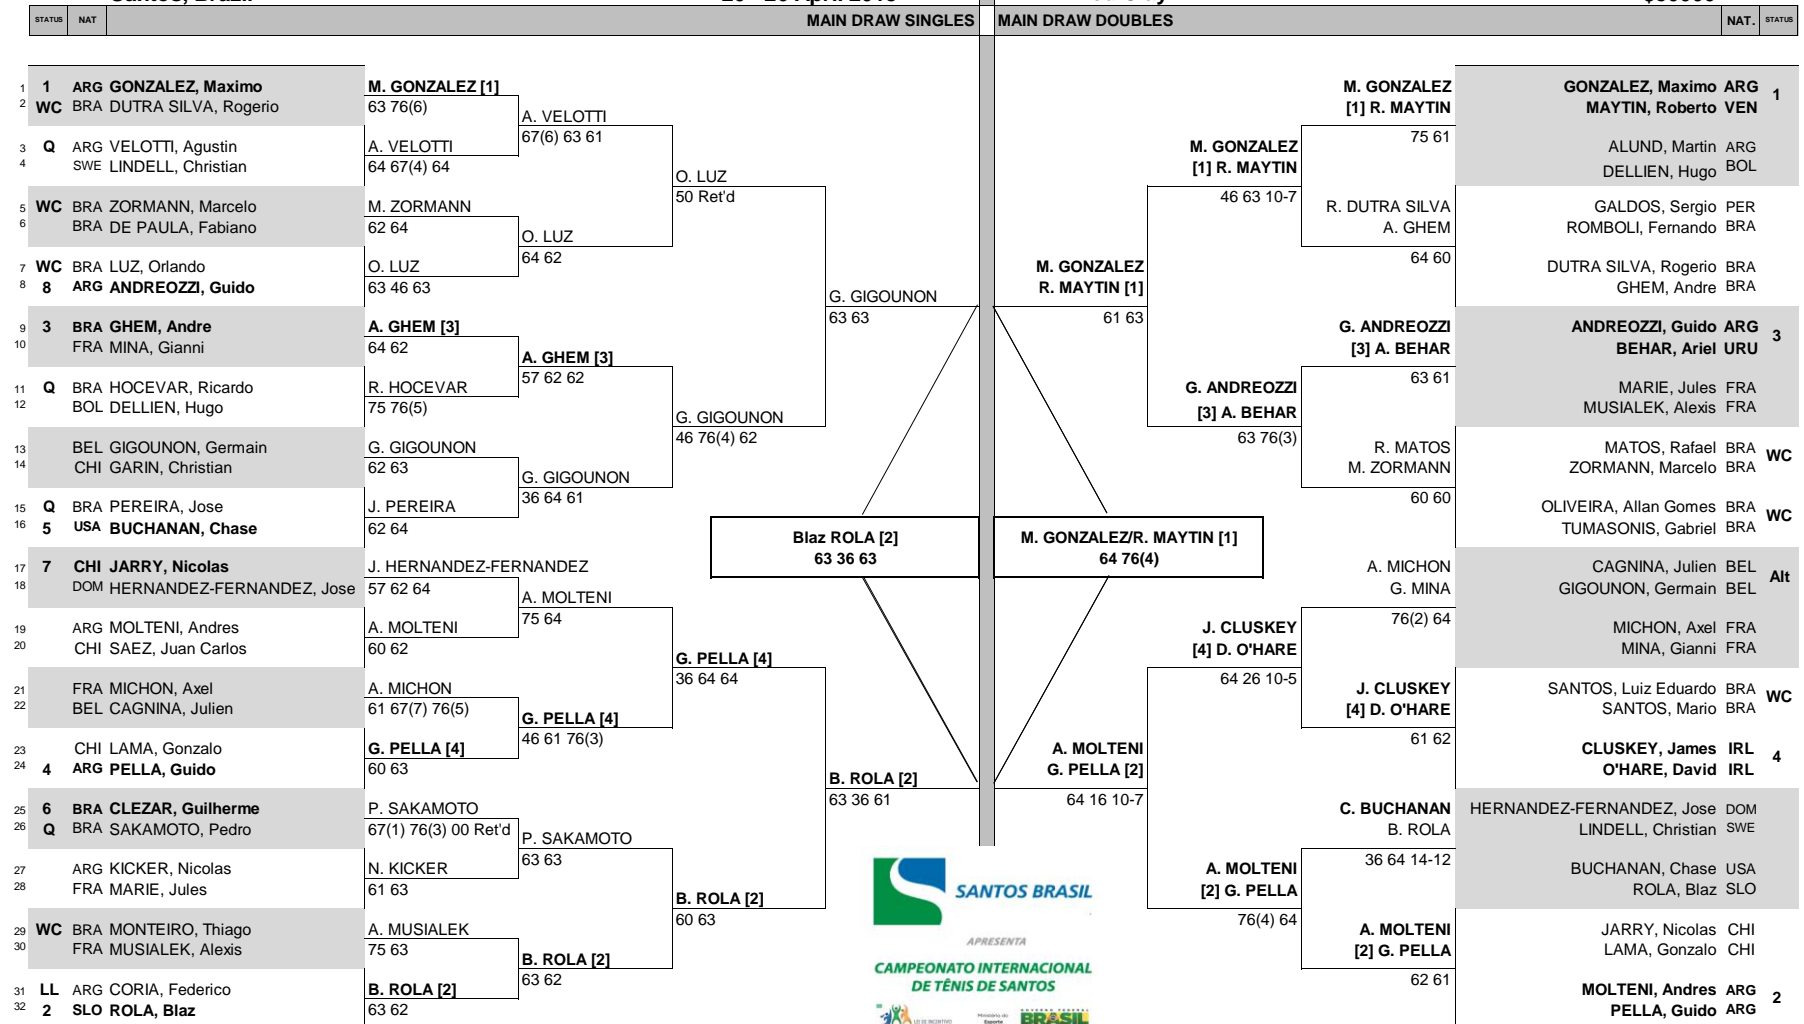 STATUS NAT MAIN DRAW SINGLES MAIN DRAW DOUBLES NAT. STATUS
1 1 ARG GONZALEZ, Maximo
2 WC BRA DUTRA SILVA, Rogerio
3 Q ARG VELOTTI, Agustin
4 SWE LINDELL, Christian
5 WC BRA ZORMANN, Marcelo
6 BRA DE PAULA, Fabiano
7 WC BRA LUZ, Orlando
8 8 ARG ANDREOZZI, Guido
9 3 BRA GHEM, Andre
10 FRA MINA, Gianni
11 Q BRA HOCEVAR, Ricardo
12 BOL DELLIEN, Hugo
13 BEL GIGOUNON, Germain
14 CHI GARIN, Christian
15 Q BRA PEREIRA, Jose
16 5 USA BUCHANAN, Chase
17 7 CHI JARRY, Nicolas
18 DOM HERNANDEZ-FERNANDEZ, Jose
19 ARG MOLTENI, Andres
20 CHI SAEZ, Juan Carlos
21 FRA MICHON, Axel
22 BEL CAGNINA, Julien
23 CHI LAMA, Gonzalo
24 4 ARG PELLA, Guido
25 6 BRA CLEZAR, Guilherme
26 Q BRA SAKAMOTO, Pedro
27 ARG KICKER, Nicolas
28 FRA MARIE, Jules
29 WC BRA MONTEIRO, Thiago
30 FRA MUSIALEK, Alexis
31 LL ARG CORIA, Federico
32 2 SLO ROLA, Blaz
M. GONZALEZ [1]
63 76(6)
A. VELOTTI
64 67(4) 64
M. ZORMANN
62 64
O. LUZ
63 46 63
A. GHEM [3]
64 62
R. HOCEVAR
75 76(5)
G. GIGOUNON
62 63
J. PEREIRA
62 64
J. HERNANDEZ-FERNANDEZ
57 62 64
A. MOLTENI
60 62
A. MICHON
61 67(7) 76(5)
G. PELLA [4]
60 63
P. SAKAMOTO
67(1) 76(3) 00 Ret'd
N. KICKER
61 63
A. MUSIALEK
75 63
B. ROLA [2]
63 62
A. VELOTTI
67(6) 63 61
O. LUZ
64 62
A. GHEM [3]
57 62 62
G. GIGOUNON
36 64 61
A. MOLTENI
75 64
G. PELLA [4]
46 61 76(3)
P. SAKAMOTO
63 63
B. ROLA [2]
63 62
O. LUZ
50 Ret'd
G. GIGOUNON
46 76(4) 62
G. PELLA [4]
36 64 64
B. ROLA [2]
60 63
G. GIGOUNON
63 63
B. ROLA [2]
63 36 61
Blaz ROLA [2]
63 36 63
M. GONZALEZ/R. MAYTIN [1]
64 76(4)
M. GONZALEZ
R. MAYTIN [1]
61 63
A. MOLTENI
G. PELLA [2]
64 16 10-7
M. GONZALEZ
[1] R. MAYTIN
46 63 10-7
G. ANDREOZZI
[3] A. BEHAR
63 76(3)
J. CLUSKEY
[4] D. O'HARE
64 26 10-5
A. MOLTENI
[2] G. PELLA
76(4) 64
M. GONZALEZ
[1] R. MAYTIN
75 61
R. DUTRA SILVA
A. GHEM
64 60
G. ANDREOZZI
[3] A. BEHAR
63 61
R. MATOS
M. ZORMANN
60 60
A. MICHON
G. MINA
76(2) 64
J. CLUSKEY
[4] D. O'HARE
61 62
C. BUCHANAN
B. ROLA
36 64 14-12
A. MOLTENI
[2] G. PELLA
62 61
GONZALEZ, Maximo ARG 1
MAYTIN, Roberto VEN
ALUND, Martin ARG
DELLIEN, Hugo BOL
GALDOS, Sergio PER
ROMBOLI, Fernando BRA
DUTRA SILVA, Rogerio BRA
GHEM, Andre BRA
ANDREOZZI, Guido ARG 3
BEHAR, Ariel URU
MARIE, Jules FRA
MUSIALEK, Alexis FRA
MATOS, Rafael BRA WC
ZORMANN, Marcelo BRA
OLIVEIRA, Allan Gomes BRA WC
TUMASONIS, Gabriel BRA
CAGNINA, Julien BEL Alt
GIGOUNON, Germain BEL
MICHON, Axel FRA
MINA, Gianni FRA
SANTOS, Luiz Eduardo BRA WC
SANTOS, Mario BRA
CLUSKEY, James IRL 4
O'HARE, David IRL
HERNANDEZ-FERNANDEZ, Jose DOM
LINDELL, Christian SWE
BUCHANAN, Chase USA
ROLA, Blaz SLO
JARRY, Nicolas CHI
LAMA, Gonzalo CHI
MOLTENI, Andres ARG 2
PELLA, Guido ARG
SANTOS BRASIL
APRESENTA
CAMPEONATO INTERNACIONAL
DE TÊNIS DE SANTOS
BRASIL